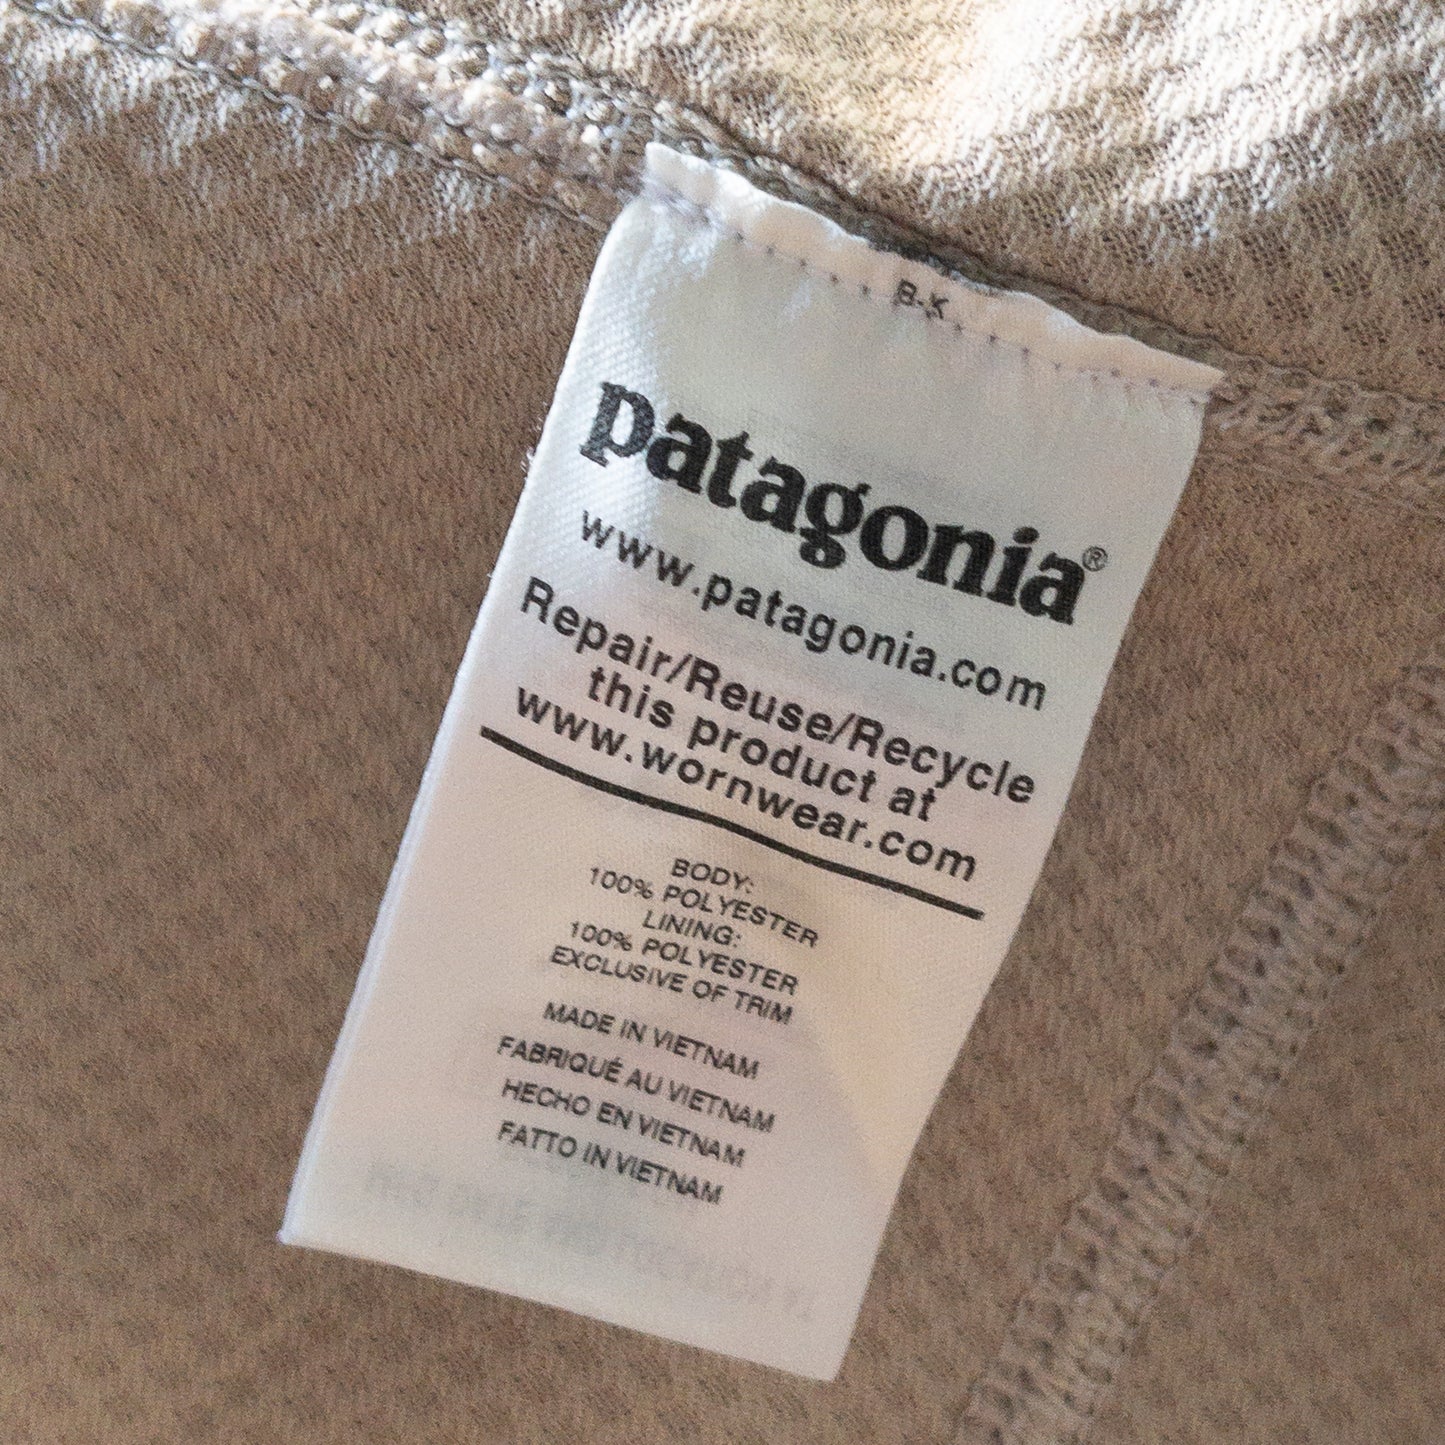 B-K
patagonia®
www.patagonia.com
Repair/Reuse/Recycle
this product at
www.wornwear.com
BODY:
100% POLYESTER
LINING:
100% POLYESTER
EXCLUSIVE OF TRIM
MADE IN VIETNAM
FABRIQUÉ AU VIETNAM
HECHO EN VIETNAM
FATTO IN VIETNAM